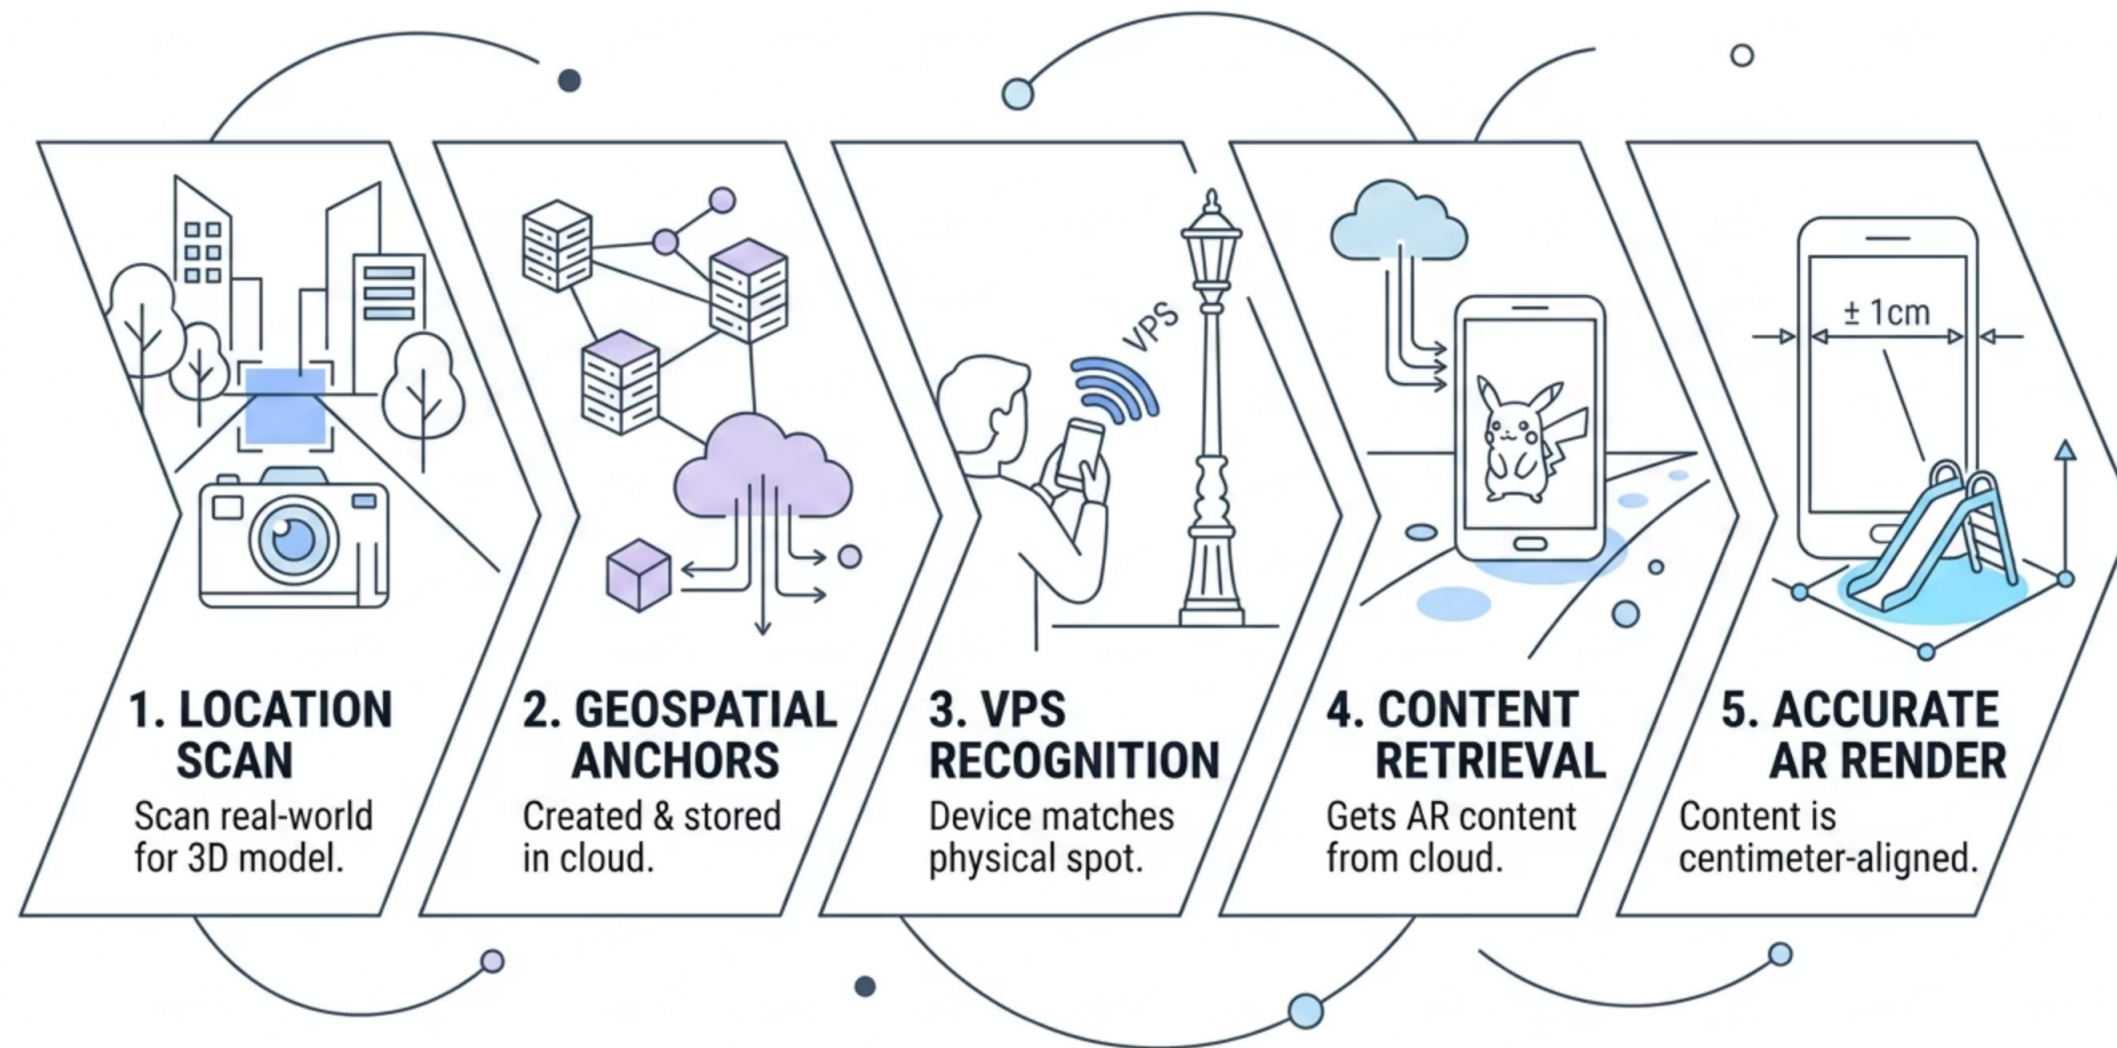 VPS
± 1cm
1. LOCATION
SCAN
Scan real-world
for 3D model.
2. GEOSPATIAL
ANCHORS
Created & stored
in cloud.
3. VPS
RECOGNITION
Device matches
physical spot.
4. CONTENT
RETRIEVAL
Gets AR content
from cloud.
5. ACCURATE
AR RENDER
Content is
centimeter-aligned.